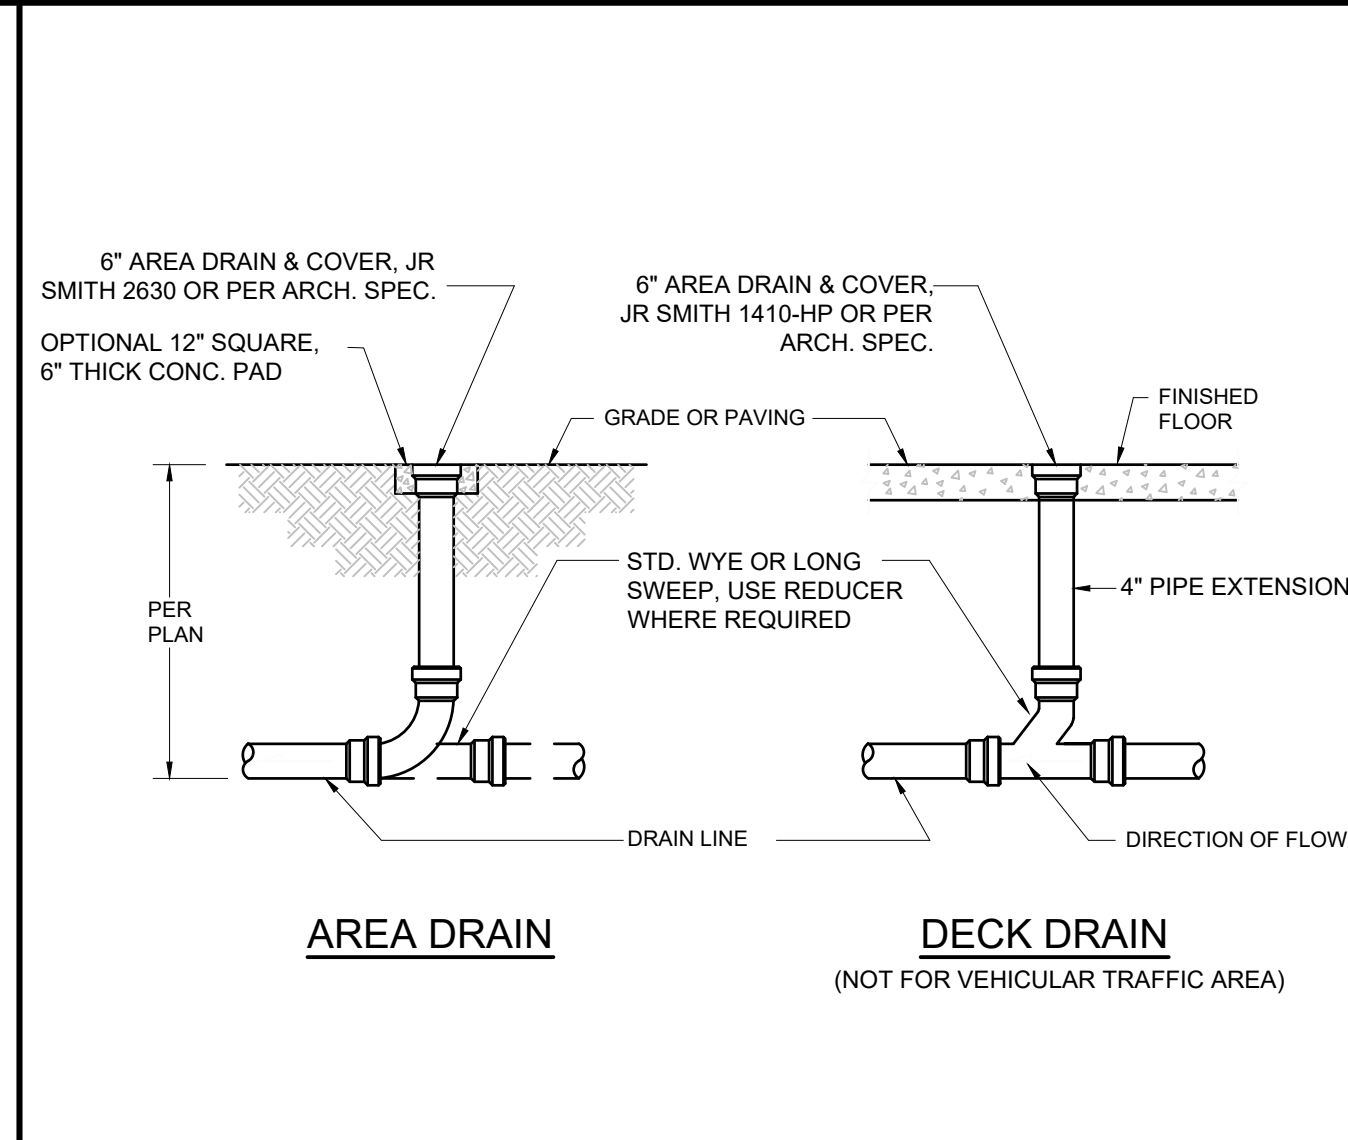 6" AREA DRAIN & COVER, JR
SMITH 2630 OR PER ARCH. SPEC.
OPTIONAL 12" SQUARE,
6" THICK CONC. PAD
6" AREA DRAIN & COVER,
JR SMITH 1410-HP OR PER
ARCH. SPEC.
FINISHED
FLOOR
GRADE OR PAVING
STD. WYE OR LONG
SWEEP, USE REDUCER
WHERE REQUIRED
4" PIPE EXTENSION
PER
PLAN
DRAIN LINE
DIRECTION OF FLOW
AREA DRAIN
DECK DRAIN
(NOT FOR VEHICULAR TRAFFIC AREA)